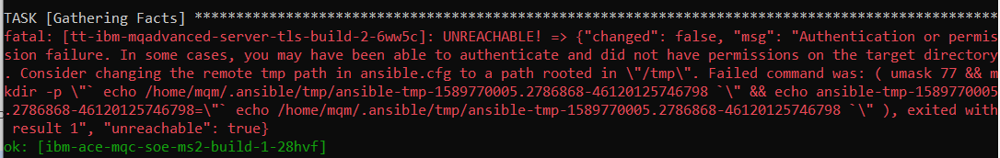 TASK [Gathering Facts] *************************************************************************************************
fatal: [tt-ibm-mqadvanced-server-tls-build-2-6ww5c]: UNREACHABLE! => {"changed": false, "msg": "Authentication or permis
sion failure. In some cases, you may have been able to authenticate and did not have permissions on the target directory
. Consider changing the remote tmp path in ansible.cfg to a path rooted in \"/tmp\". Failed command was: ( umask 77 && m
kdir -p \"` echo /home/mqm/.ansible/tmp/ansible-tmp-1589770005.2786868-46120125746798 `\" && echo ansible-tmp-1589770005
.2786868-46120125746798=\"` echo /home/mqm/.ansible/tmp/ansible-tmp-1589770005.2786868-46120125746798 `\" ), exited with
 result 1", "unreachable": true}
ok: [ibm-ace-mqc-soe-ms2-build-1-28hvf]